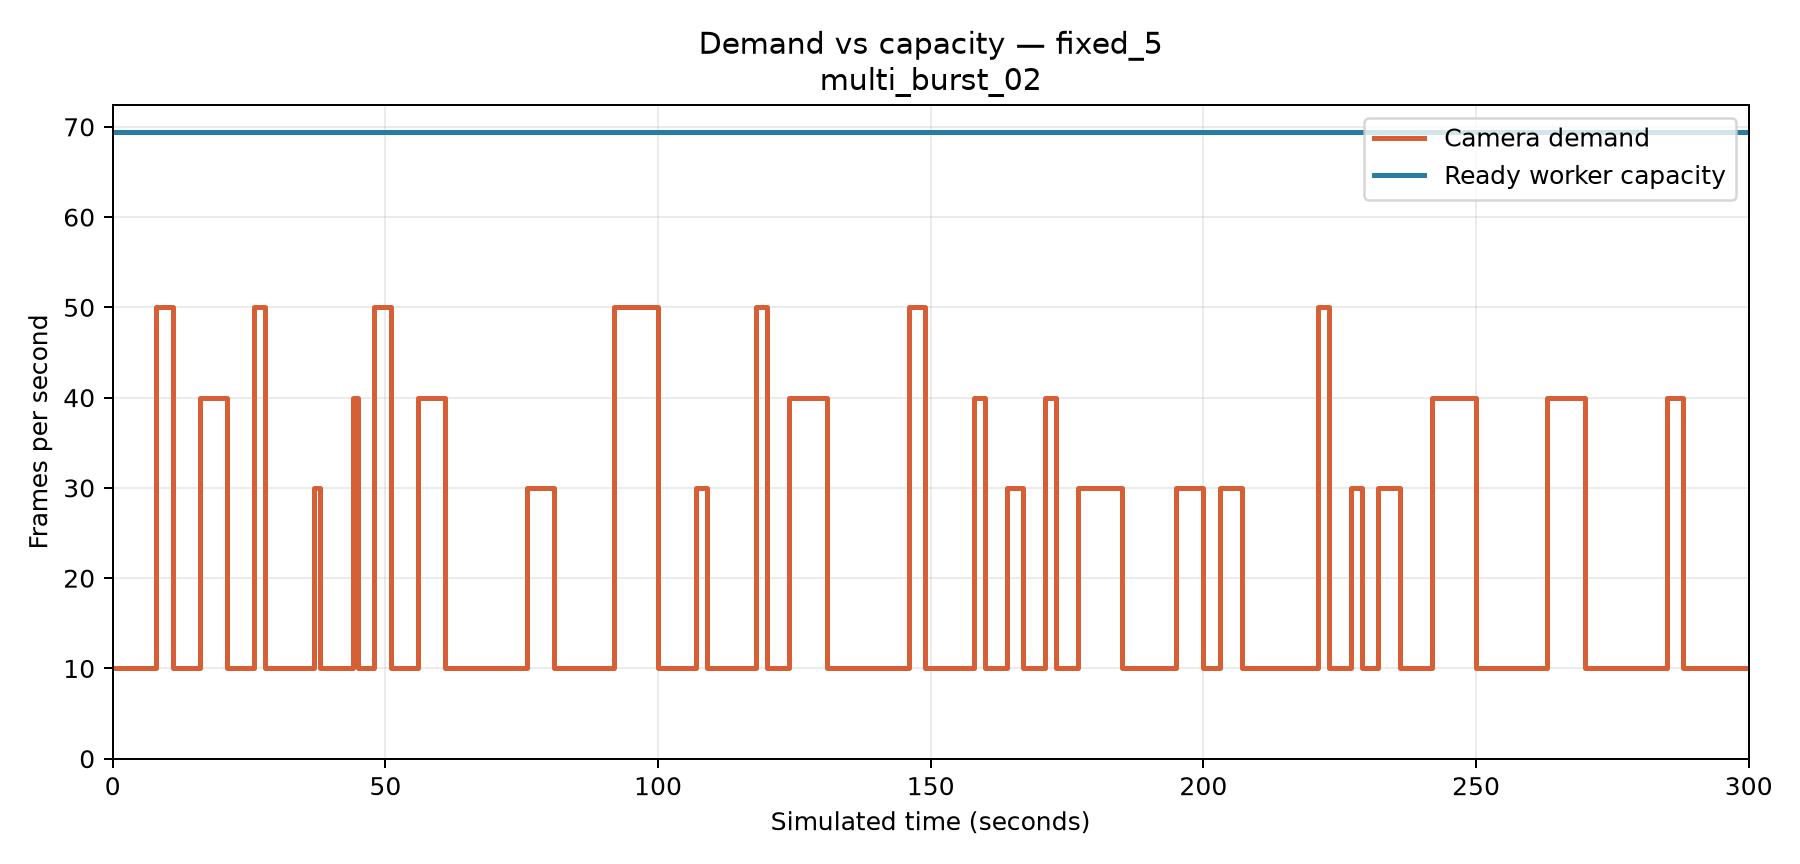 Demand vs capacity — fixed_5
multi_burst_02
70
60
50
40
30
20
10
0
Frames per second
Camera demand
Ready worker capacity
0 50 100 150 200 250 300
Simulated time (seconds)